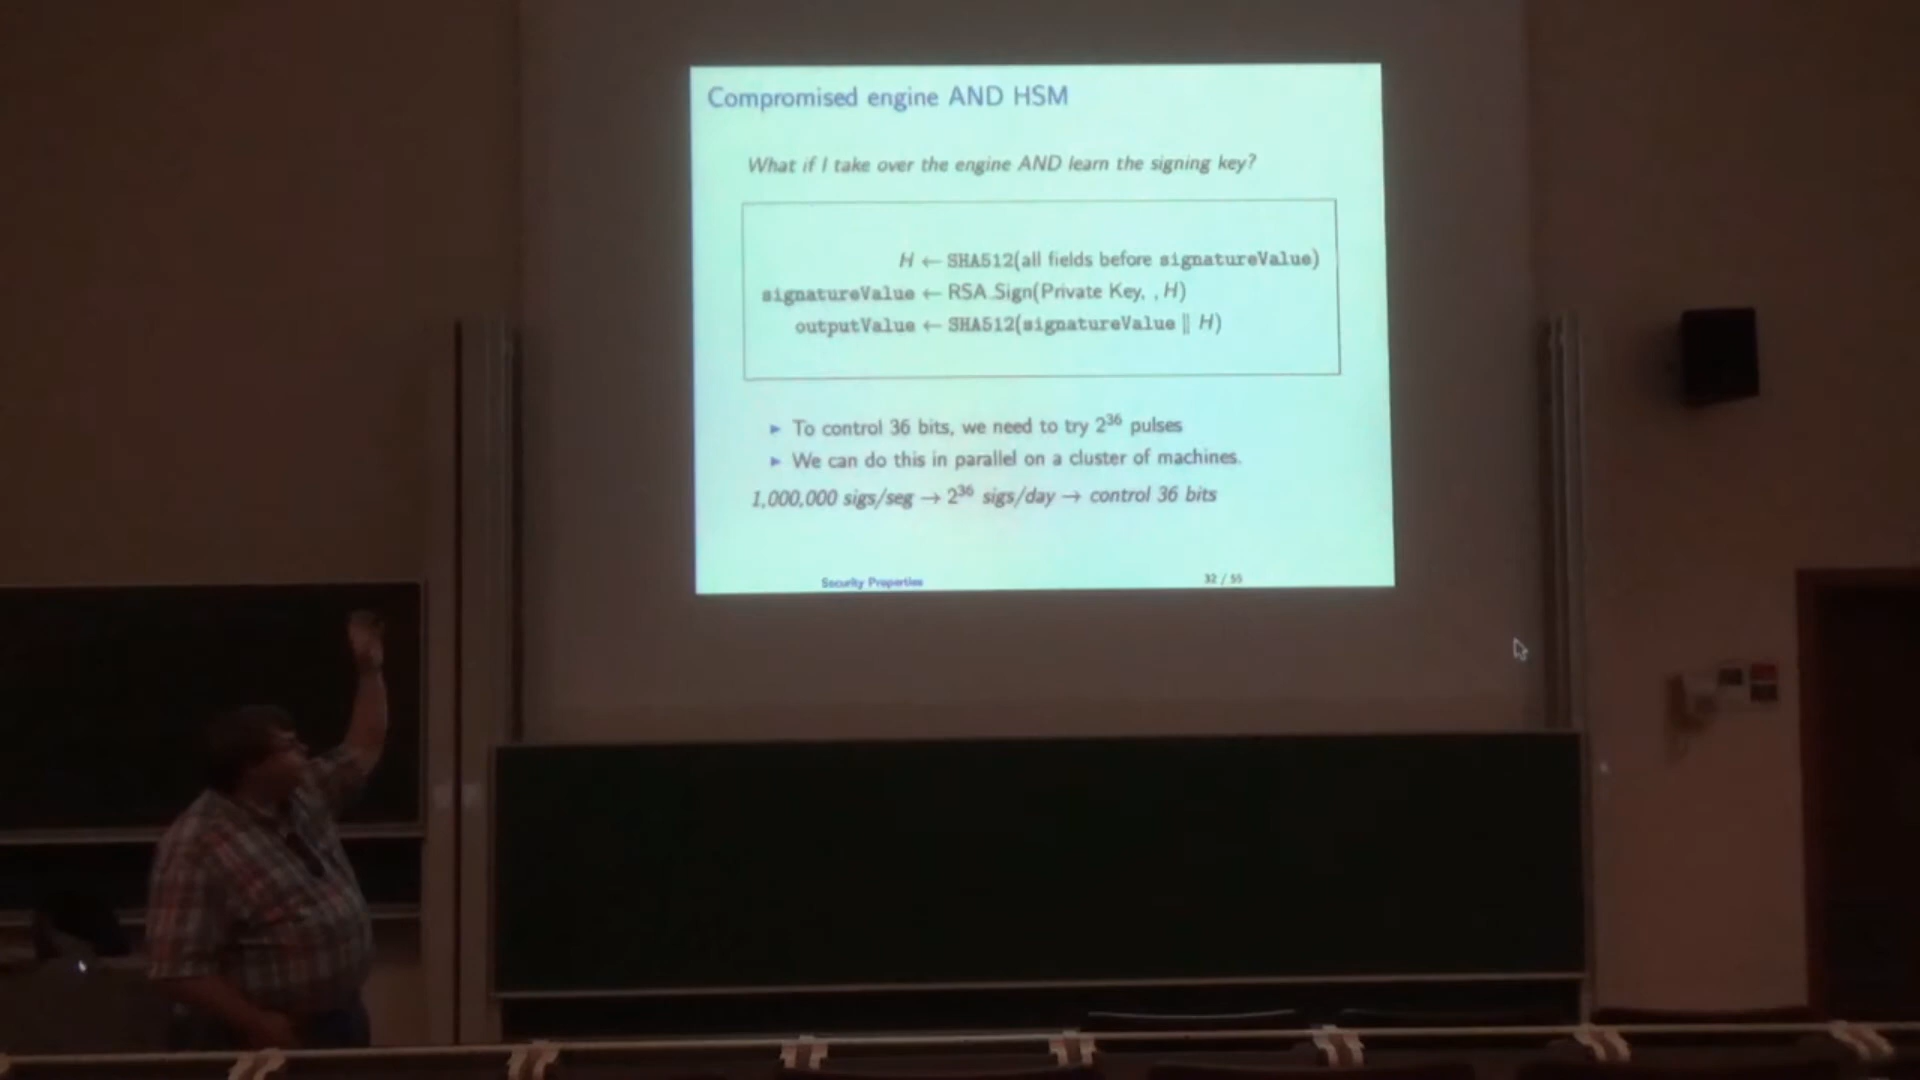 Compromised engine AND HSM
What if I take over the engine AND learn the signing key?
H ← SHA512(all fields before signatureValue)
signatureValue ← RSA_Sign(Private Key, , H)
outputValue ← SHA512(signatureValue ∥ H)
► To control 36 bits, we need to try 2³⁶ pulses
► We can do this in parallel on a cluster of machines.
1,000,000 sigs/seg → 2³⁶ sigs/day → control 36 bits
Security Properties 32 / 55